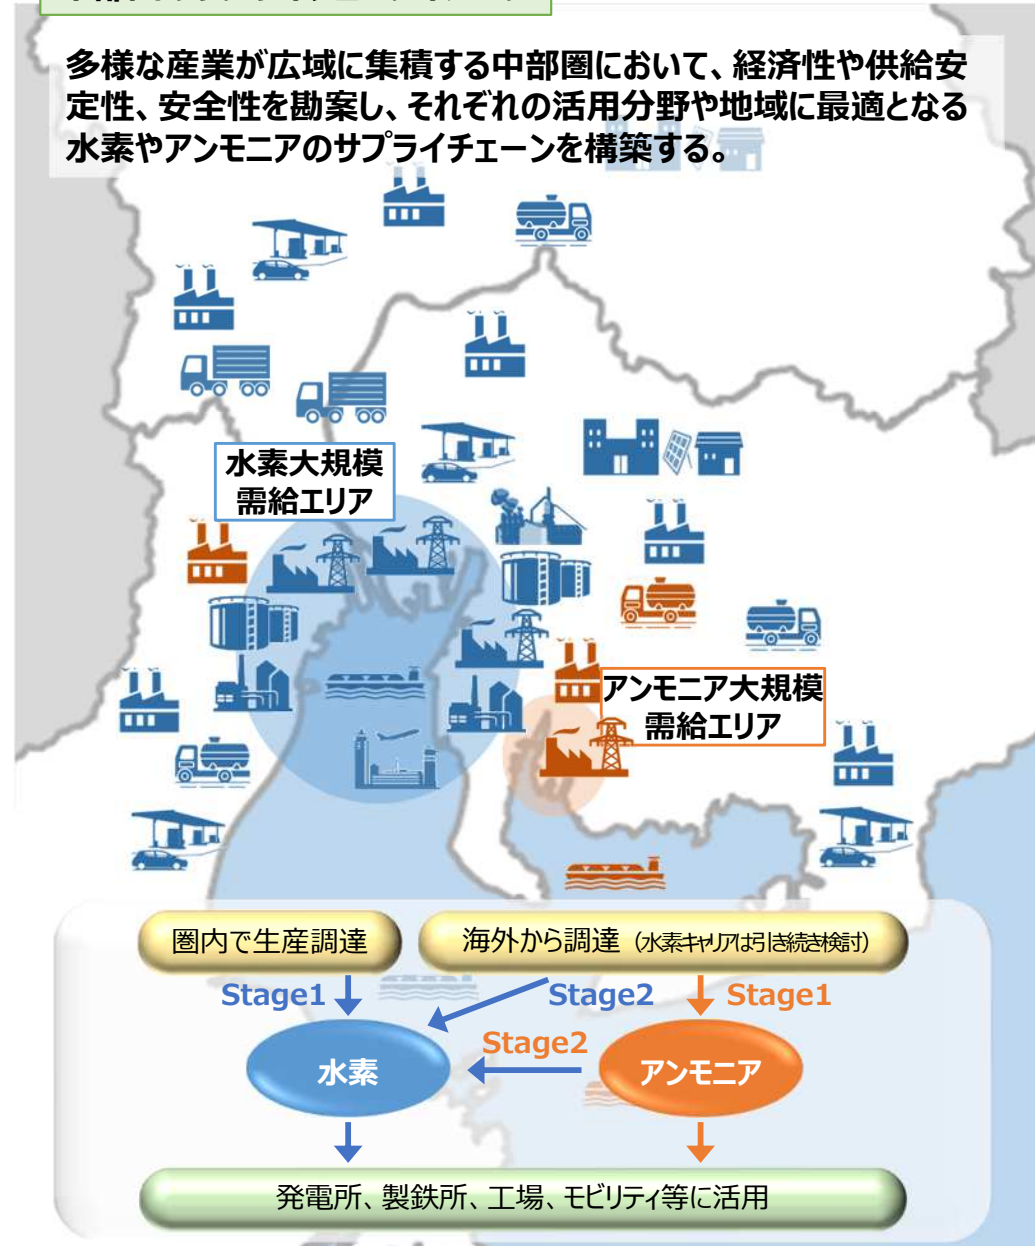 多様な産業が広域に集積する中部圏において、経済性や供給安
定性、安全性を勘案し、それぞれの活用分野や地域に最適となる
水素やアンモニアのサプライチェーンを構築する。
水素大規模
需給エリア
アンモニア大規模
需給エリア
圏内で生産調達
海外から調達（水素キャリアは引き続き検討）
Stage1
Stage2
Stage1
Stage2
水素
アンモニア
発電所、製鉄所、工場、モビリティ等に活用